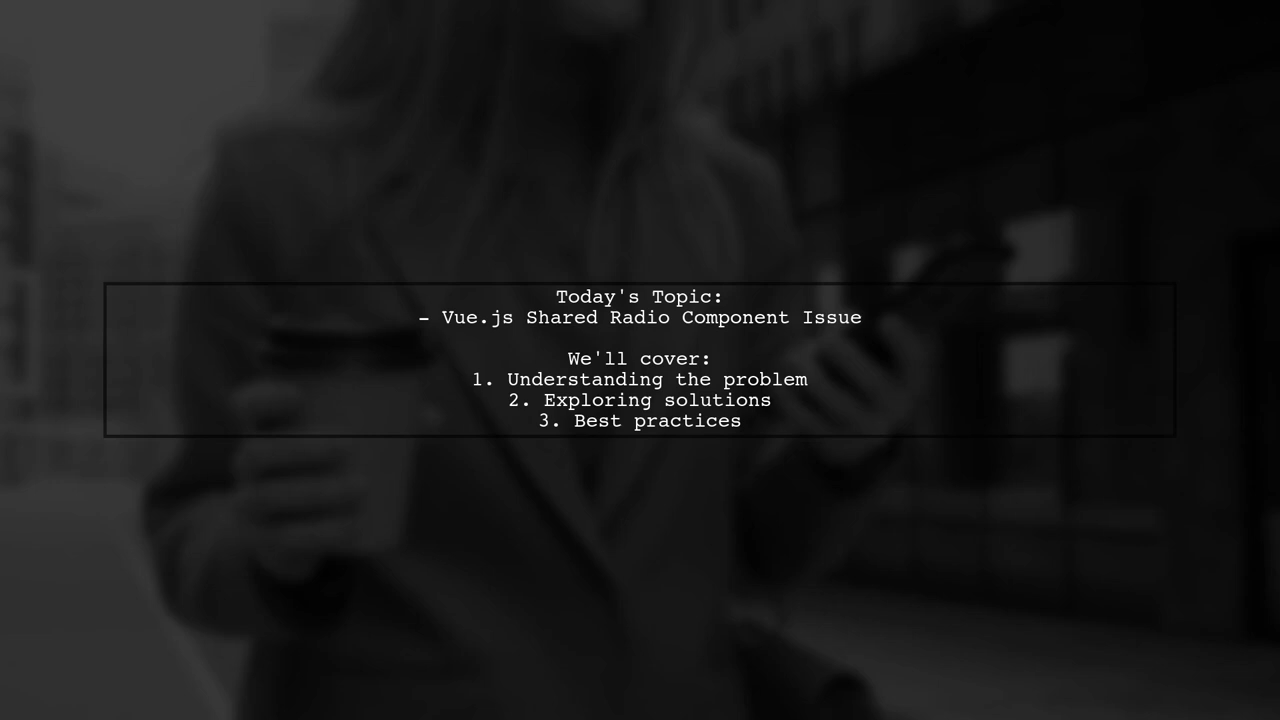 Today's Topic:
- Vue.js Shared Radio Component Issue
We'll cover:
1. Understanding the problem
2. Exploring solutions
3. Best practices